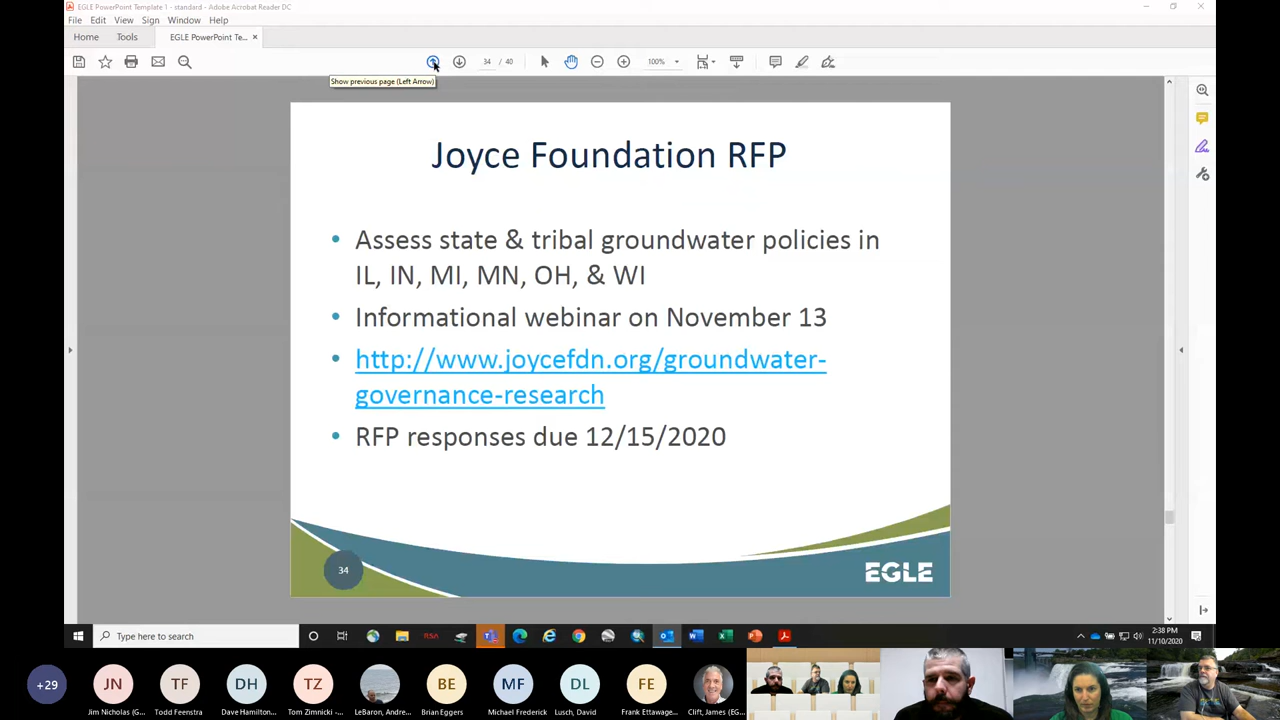 EGLE PowerPoint Template 1 - standard - Adobe Acrobat Reader DC
File Edit View Sign Window Help
Home Tools EGLE PowerPoint Te... ×
34 / 40 100%
Show previous page (Left Arrow)
Joyce Foundation RFP
• Assess state & tribal groundwater policies in
IL, IN, MI, MN, OH, & WI
• Informational webinar on November 13
• http://www.joycefdn.org/groundwater-
governance-research
• RFP responses due 12/15/2020
34
EGLE
Type here to search
RSA
2:38 PM
11/10/2020
+29 JN TF DH TZ BE MF DL FE
Jim Nicholas (G... Todd Feenstra Dave Hamilton... Tom Zimnicki -... LeBaron, Andre... Brian Eggers Michael Frederick Lusch, David Frank Ettawage... Clift, James (EG...